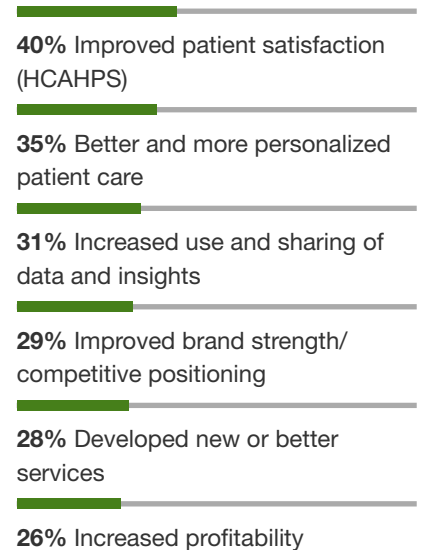 40% Improved patient satisfaction
(HCAHPS)
35% Better and more personalized
patient care
31% Increased use and sharing of
data and insights
29% Improved brand strength/
competitive positioning
28% Developed new or better
services
26% Increased profitability